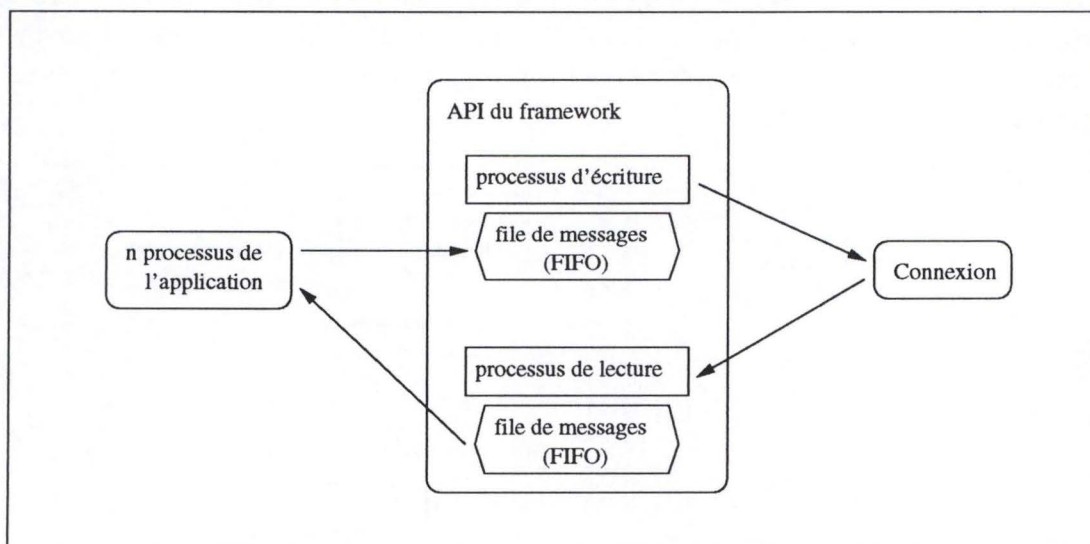 API du framework
processus d'écriture
file de messages
(FIFO)
n processus de
l'application
Connexion
processus de lecture
file de messages
(FIFO)